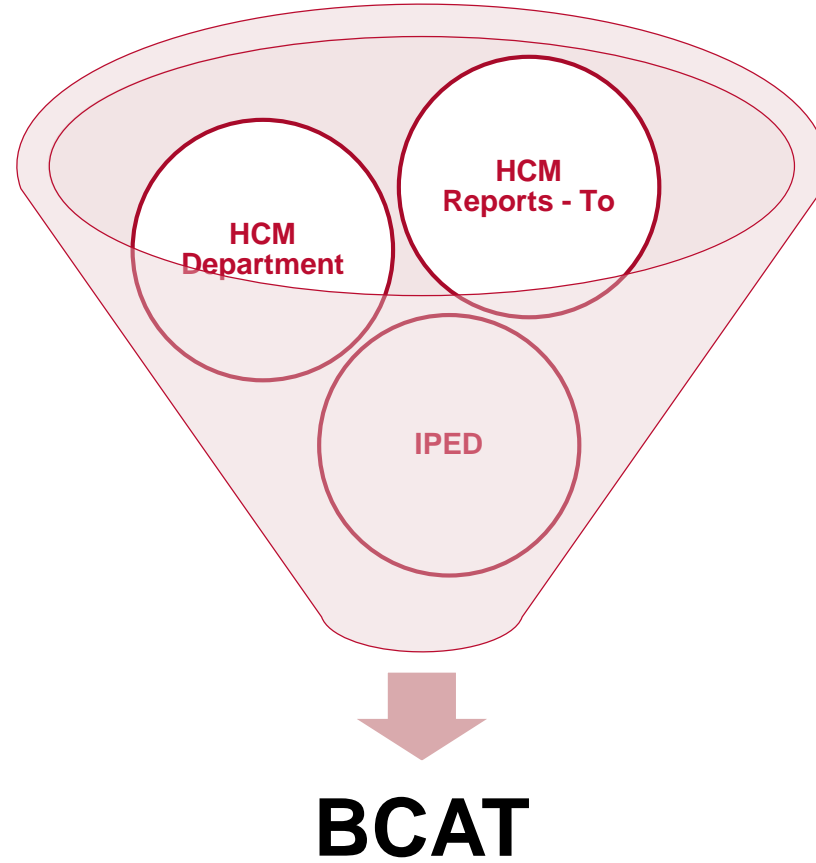 HCM
Reports - To
HCM
Department
IPED
BCAT